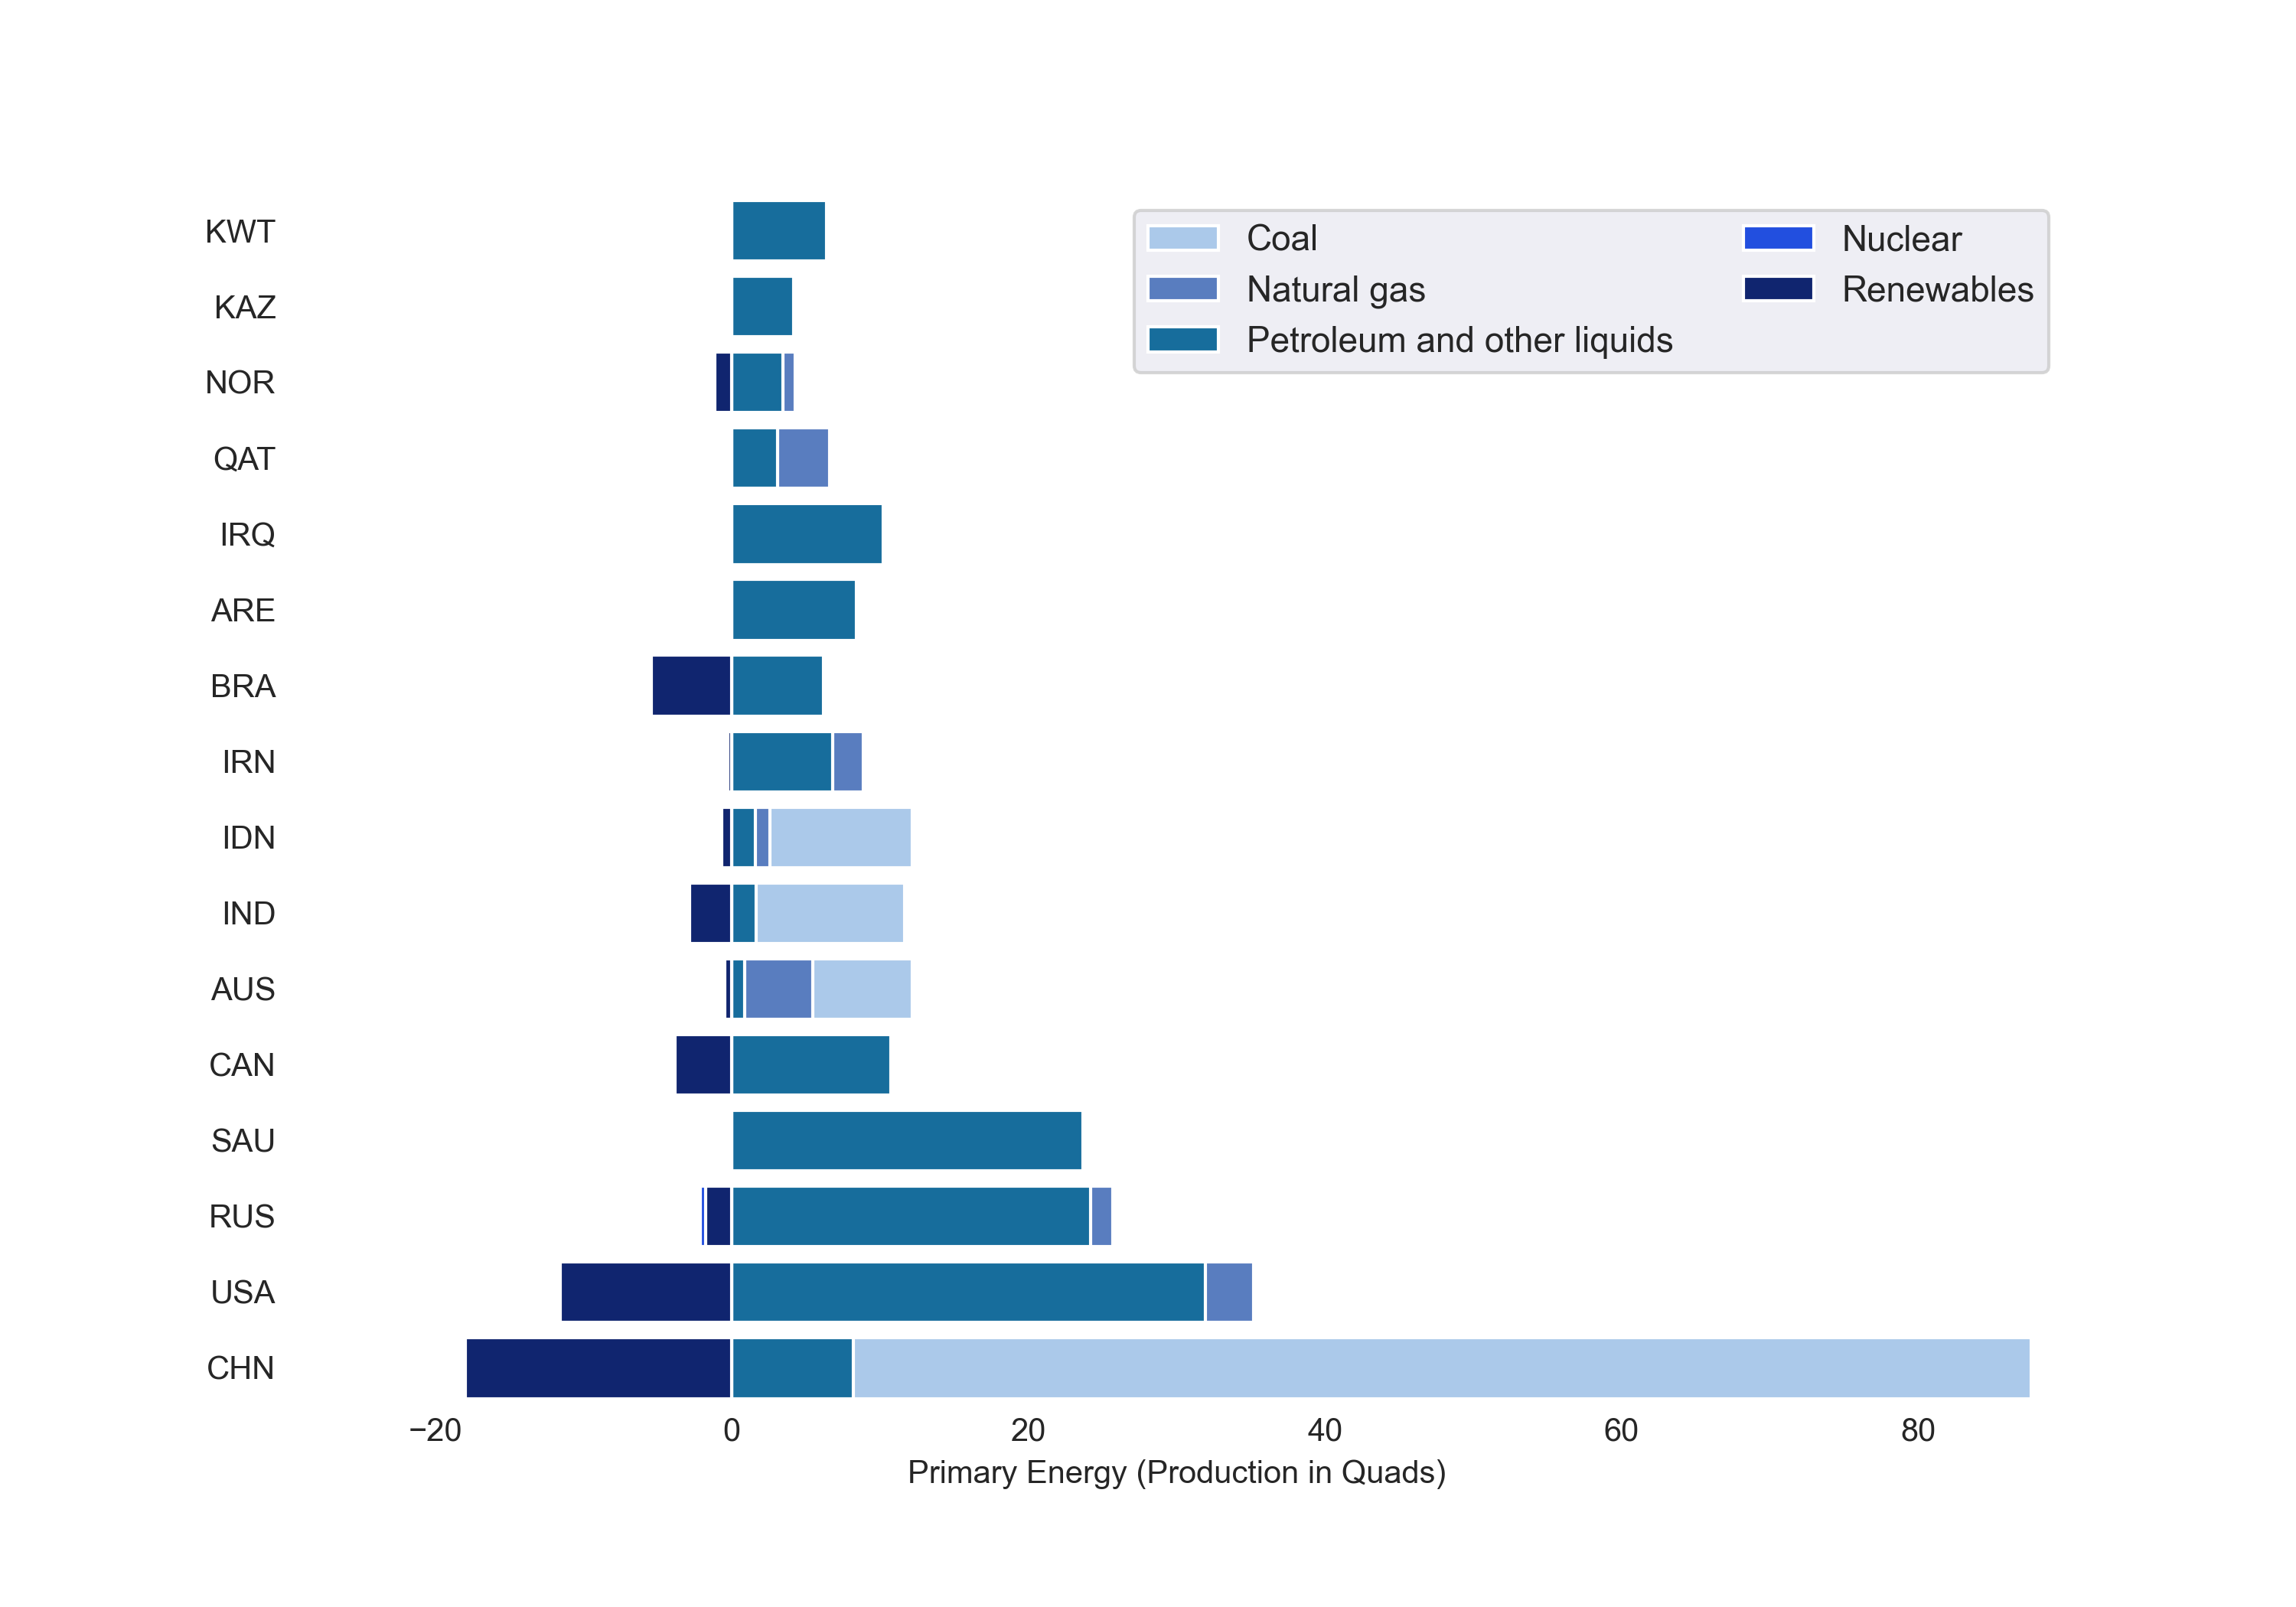 KWT
KAZ
NOR
QAT
IRQ
ARE
BRA
IRN
IDN
IND
AUS
CAN
SAU
RUS
USA
CHN
Coal
Natural gas
Petroleum and other liquids
Nuclear
Renewables
−20 0 20 40 60 80
Primary Energy (Production in Quads)